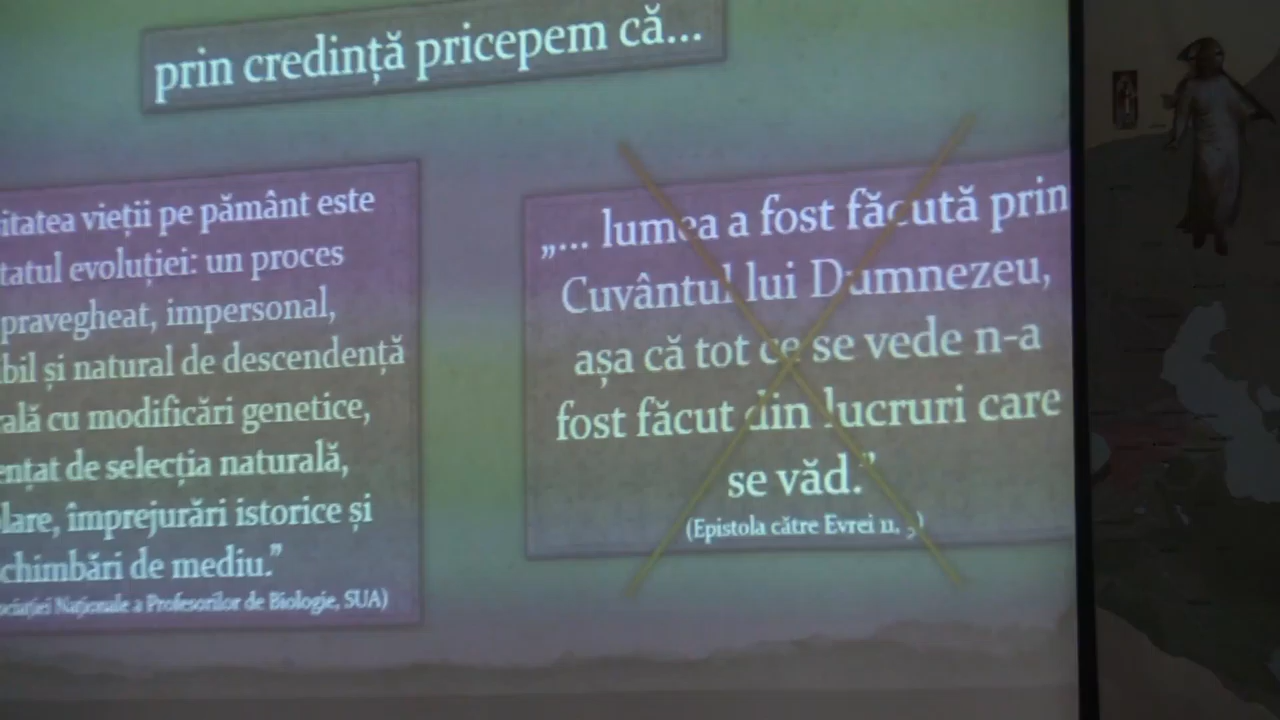 prin credință pricepem că...
itatea vieții pe pământ este
tatul evoluției: un proces
pravegheat, impersonal,
bil și natural de descendență
ală cu modificări genetice,
ențat de selecția naturală,
lare, împrejurări istorice și
chimbări de mediu.”
Naționale a Profesorilor de Biologie, SUA)
„... lumea a fost făcută prin
Cuvântul lui Dumnezeu,
așa că tot ce se vede n-a
fost făcut din lucruri care
se văd.”
(Epistola către Evrei 11. 3)